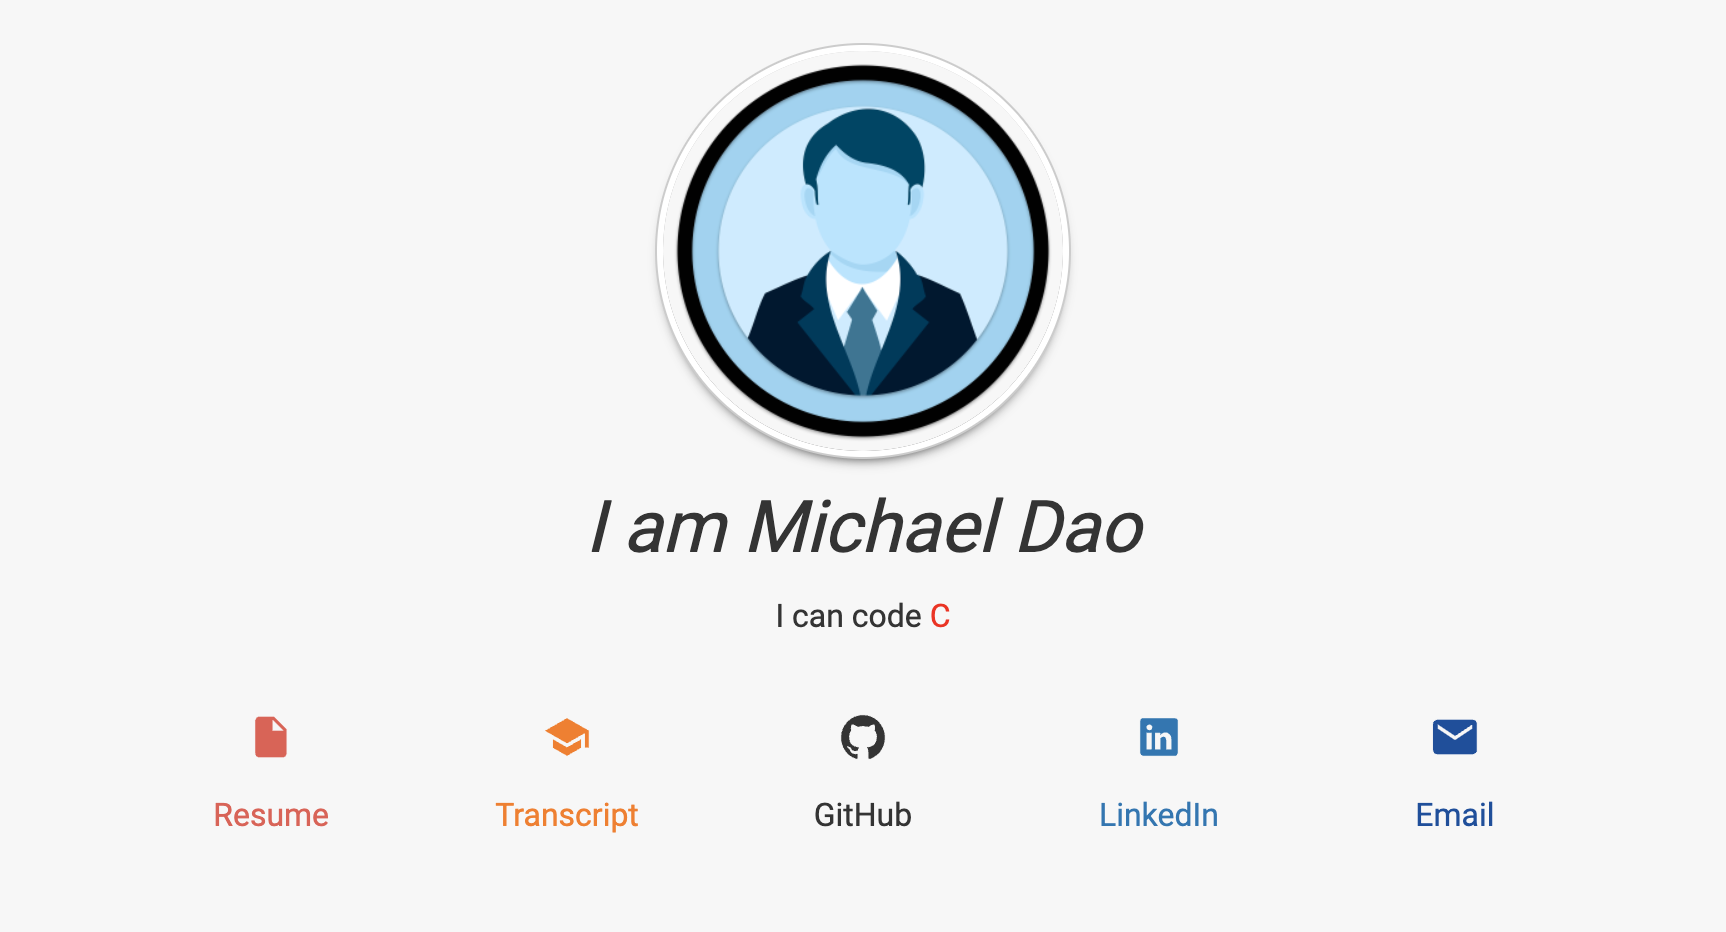 I am Michael Dao
I can code C
Resume
Transcript
GitHub
LinkedIn
Email